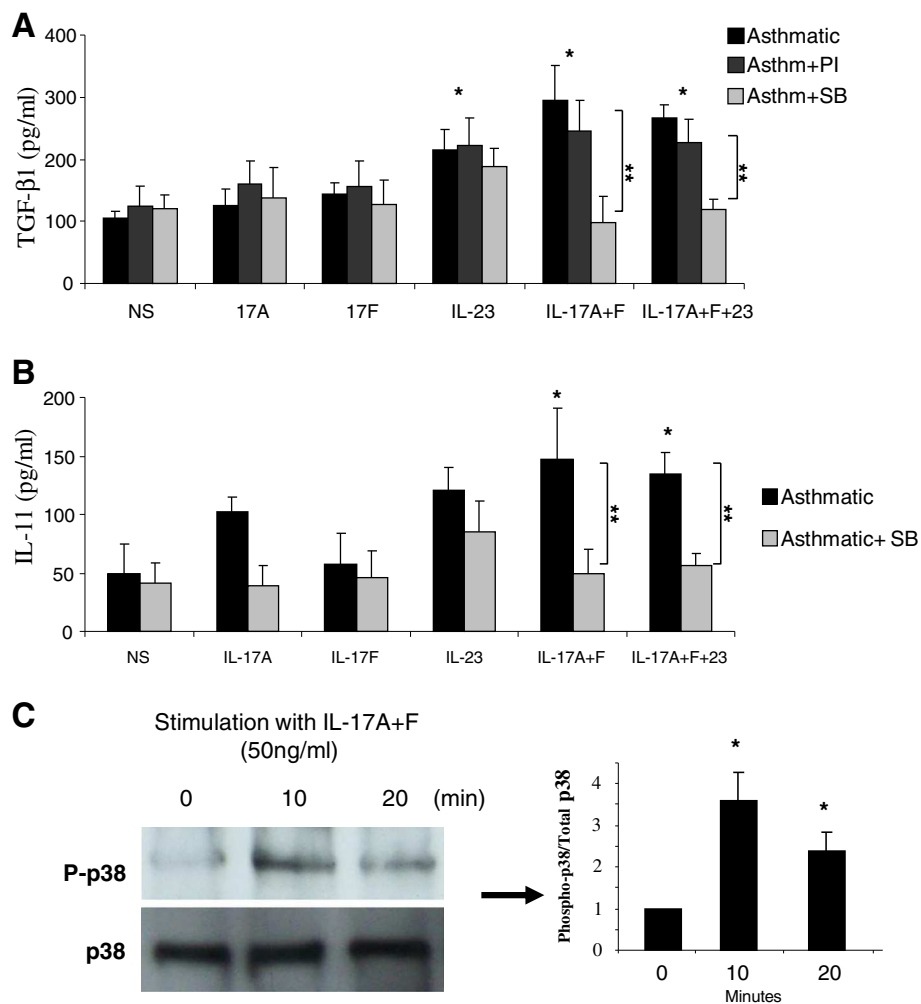 A
TGF-β1 (pg/ml)
400
300
200
100
0
* * * ** **
Asthmatic
Asthm+PI
Asthm+SB
NS 17A 17F IL-23 IL-17A+F IL-17A+F+23
B
IL-11 (pg/ml)
200
150
100
50
0
* * ** **
Asthmatic
Asthmatic+ SB
NS IL-17A IL-17F IL-23 IL-17A+F IL-17A+F+23
C
Stimulation with IL-17A+F
(50ng/ml)
0 10 20 (min)
P-p38
p38
Phospho-p38/Total p38
4
3
2
1
0
* *
0 10 20
Minutes